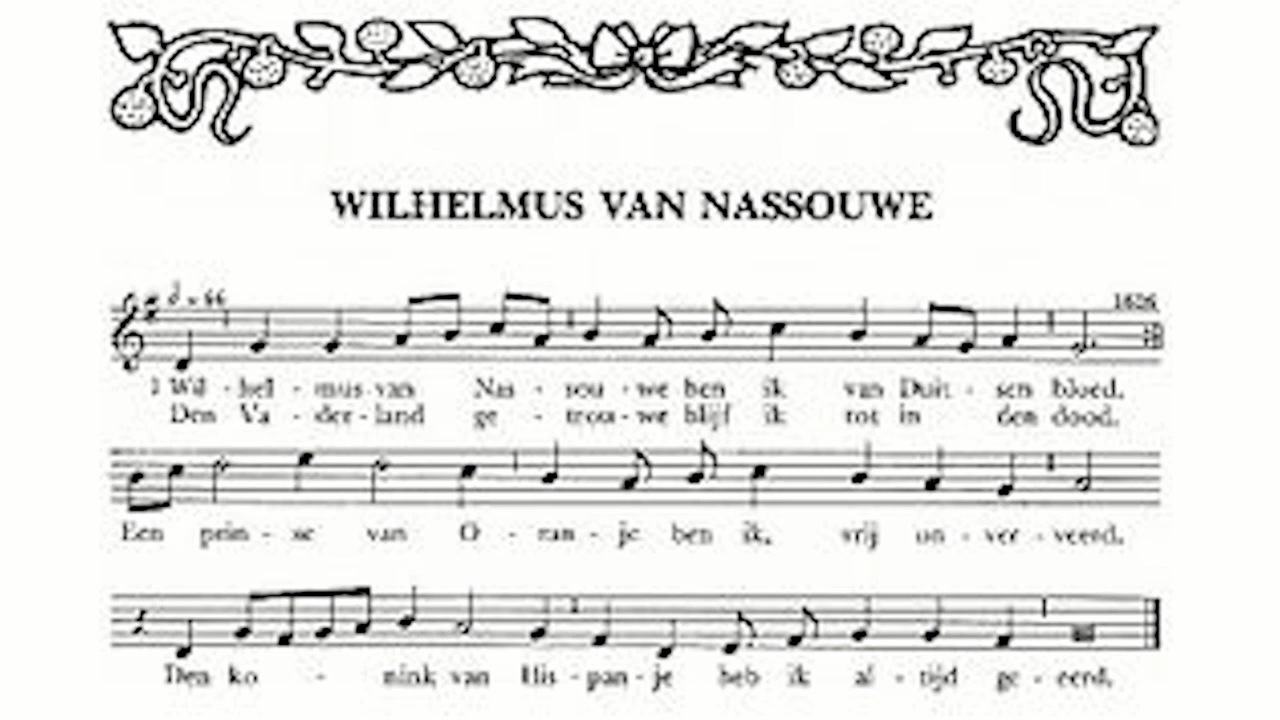 WILHELMUS VAN NASSOUWE
1626
1 Wil - hel - mus van Nas - sou - we ben ik van Duit - sen bloed.
Den Va - der - land ge - trou - we blijf ik tot in den dood.
Een prin - se van O - ran - je ben ik, vrij on - ver - veerd.
Den ko - nink van His - pan - je heb ik al - tijd ge - eerd.